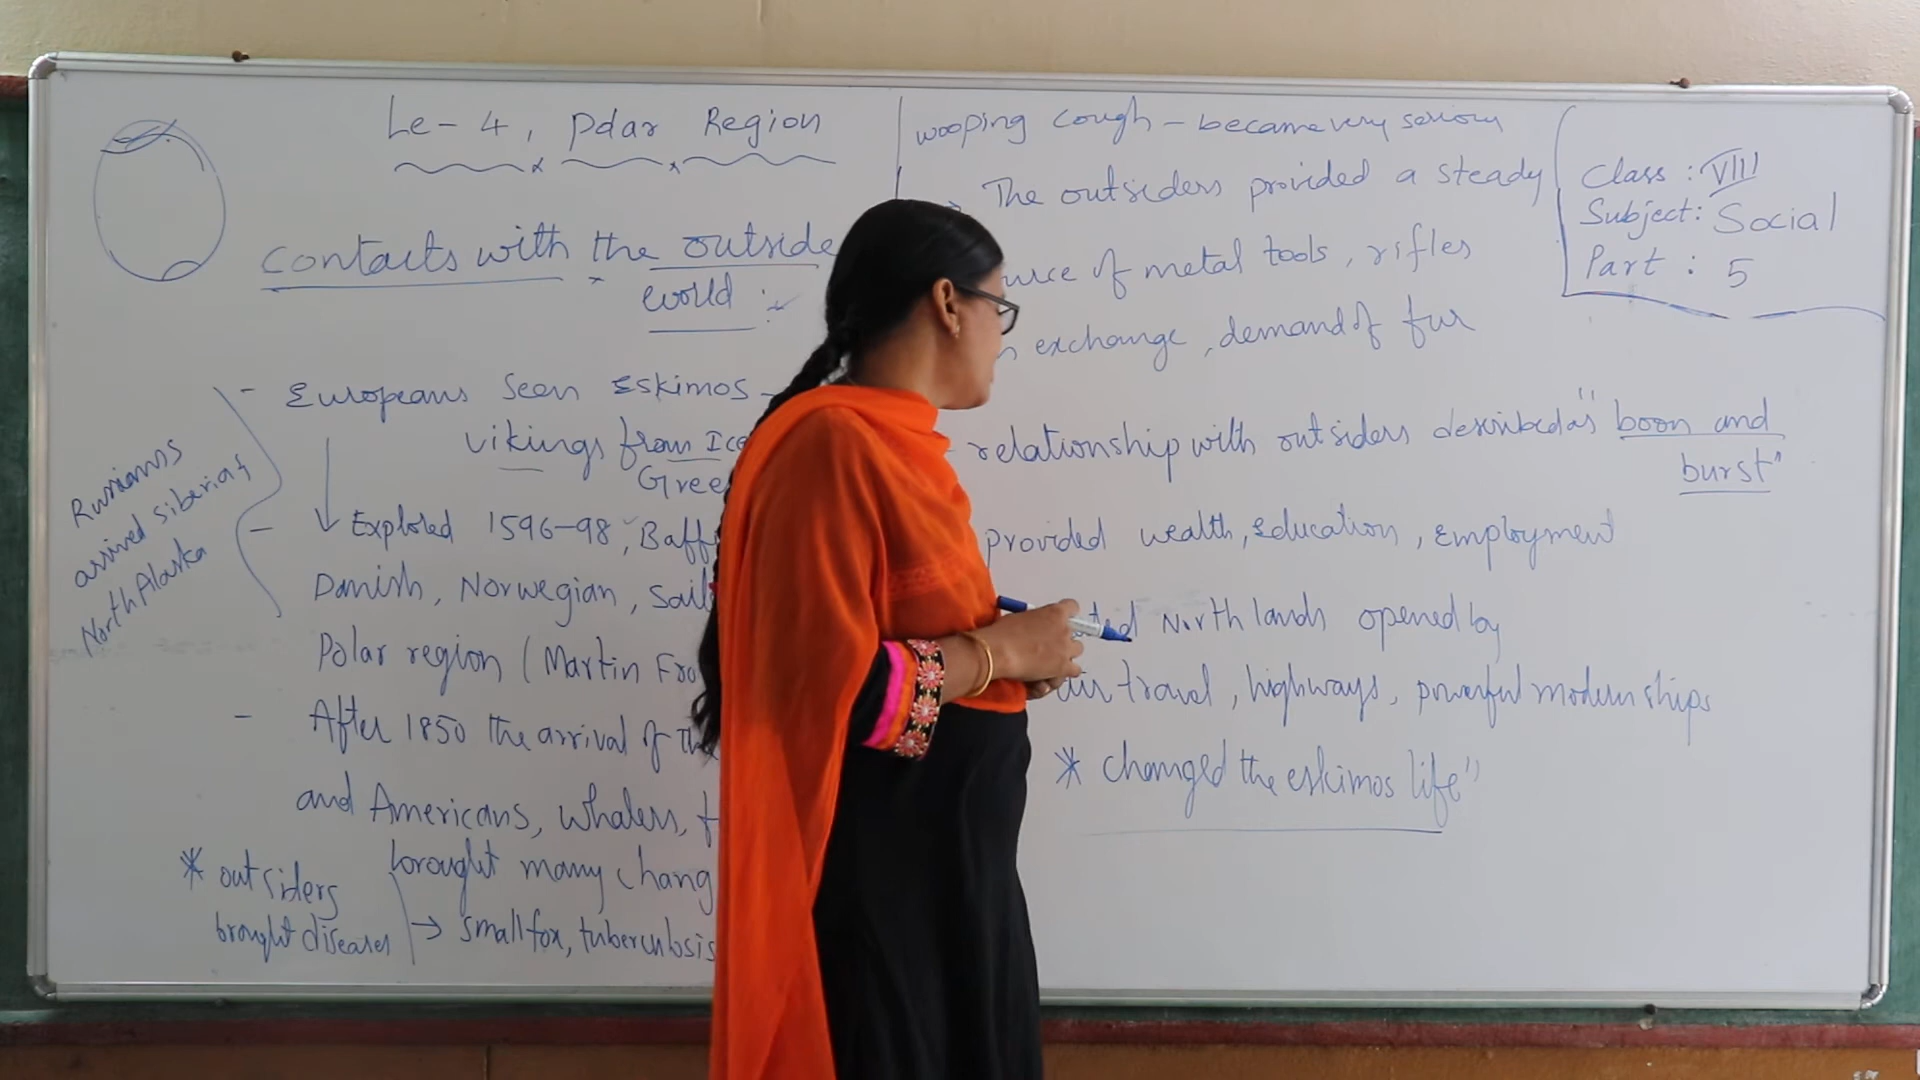 Le-4, Polar Region
contacts with the outside
world :-
- Europeans Seen Eskimos -
vikings from Ice
Gree
- Explored 1596-98, Baff
Danish, Norwegian, Sail
Polar region (Martin Fro
- After 1850 the arrival of
and Americans, whalers,
brought many chang
* outsiders
brought diseases
→ smallfox, tuberculosis
Russians
arrived siberia,
North Alaska
wooping cough - became very serious
The outsiders provided a steady
urce of metal tools, rifles
n exchange, demand of fur
- relationship with outsiders described as "boon and
burst"
provided wealth, Education, Employment
North lands opened by
air travel, highways, powerful modern ships
* changed the eskimos life"
Class : VIII
Subject: Social
Part : 5